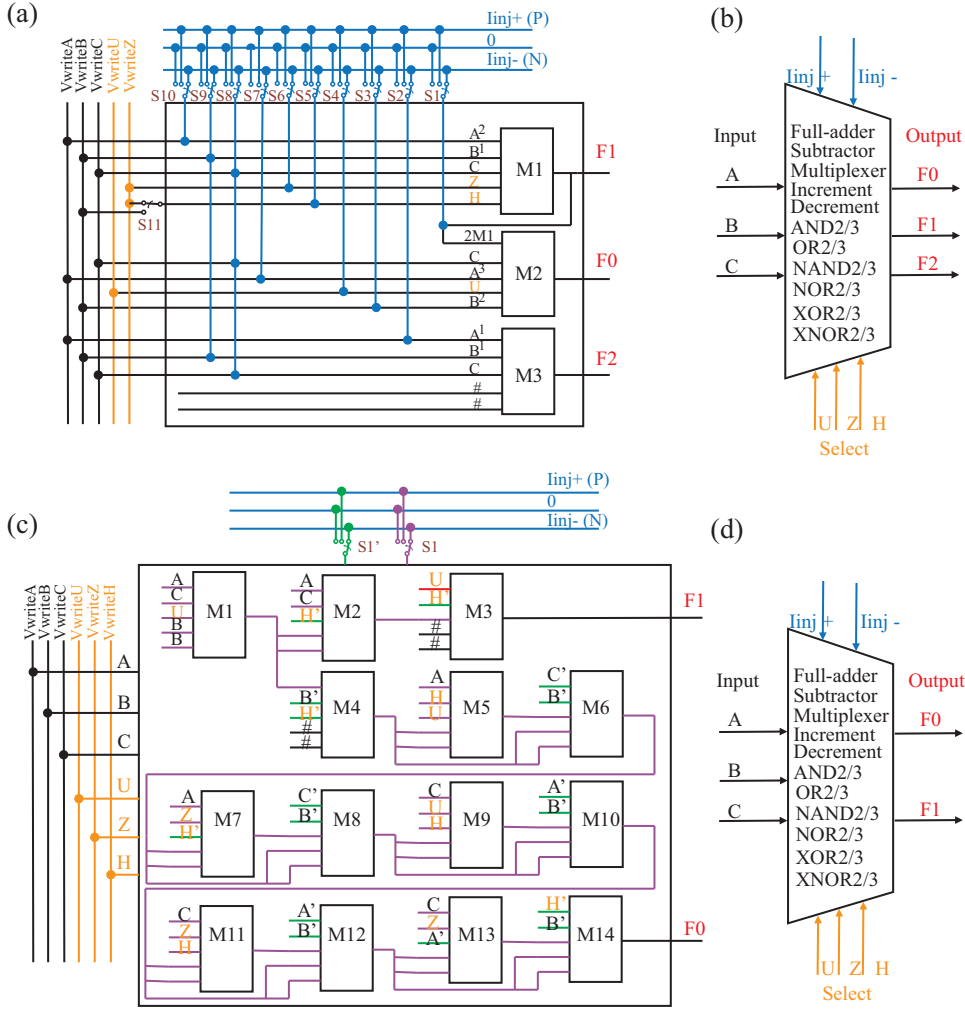 (a)
Iinj+ (P)
0
Iinj- (N)
VwriteA
VwriteB
VwriteC
VwriteU
VwriteZ
S10
S9
S8
S7
S6
S5
S4
S3
S2
S1
A2
B1
C
Z
H
M1
F1
S11
2M1
C
A3
U
B2
M2
F0
A1
B1
C
#
#
M3
F2
(b)
Iinj +
Iinj -
Input
Output
Full-adder
Subtractor
Multiplexer
Increment
Decrement
AND2/3
OR2/3
NAND2/3
NOR2/3
XOR2/3
XNOR2/3
A
B
C
F0
F1
F2
U Z H
Select
(c)
Iinj+ (P)
0
Iinj- (N)
S1'
S1
VwriteA
VwriteB
VwriteC
VwriteU
VwriteZ
VwriteH
A
B
C
U
Z
H
A
C
U
B
B
M1
A
C
H'
M2
U
H'
#
#
M3
F1
B'
H'
#
#
M4
A
H
U
M5
C'
B'
M6
A
Z
H'
M7
C'
B'
M8
C
U
H
M9
A'
B'
M10
C
Z
H
M11
A'
B'
M12
C
Z
A'
M13
H'
B'
M14
F0
(d)
Iinj +
Iinj -
Input
Output
Full-adder
Subtractor
Multiplexer
Increment
Decrement
AND2/3
OR2/3
NAND2/3
NOR2/3
XOR2/3
XNOR2/3
A
B
C
F0
F1
U Z H
Select